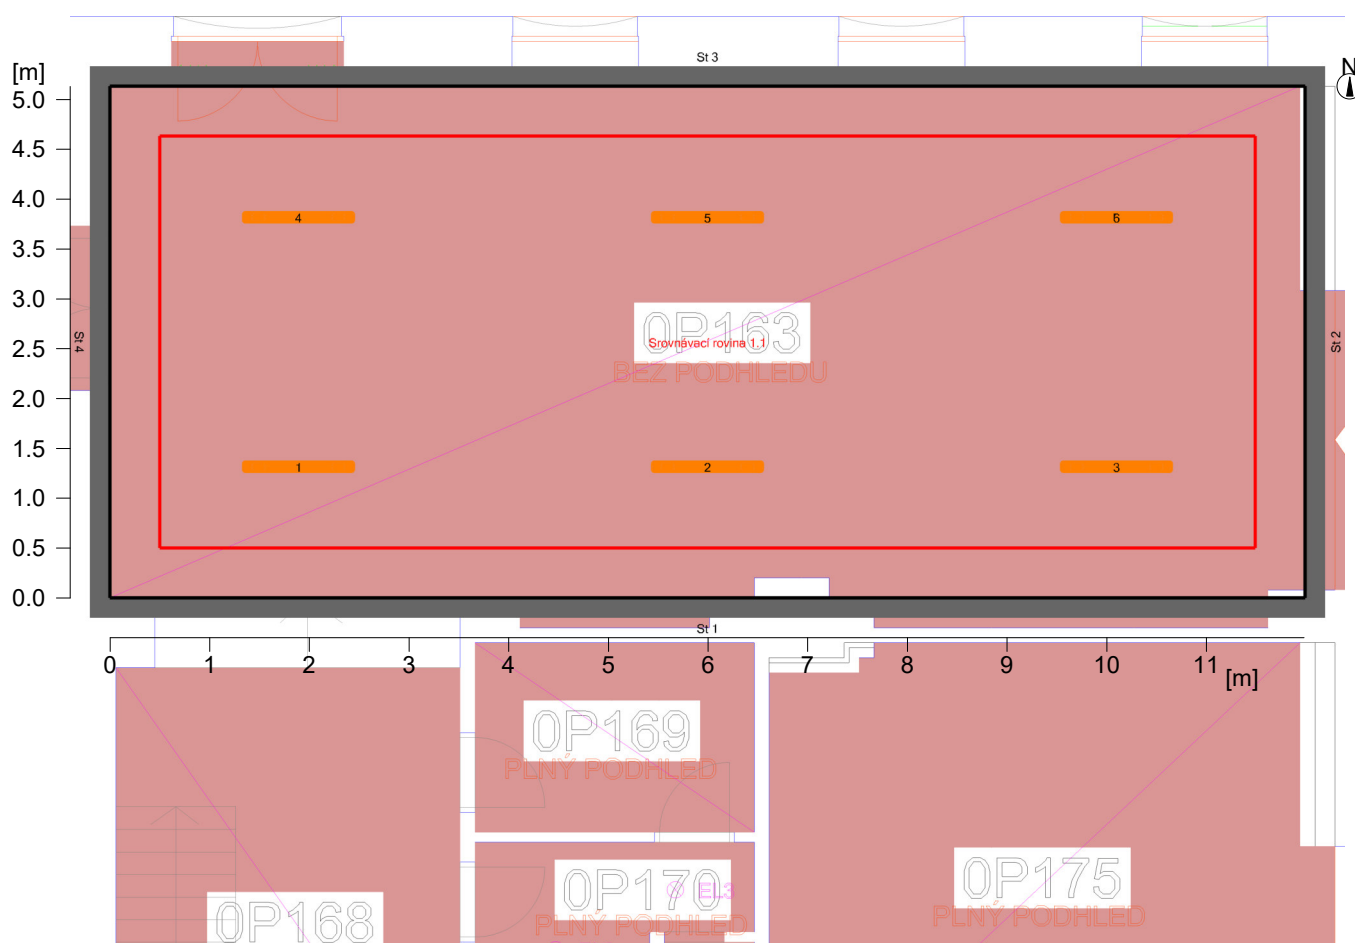 St 3
[m]
N
5.0
4.5
4.0
4
5
6
3.5
3.0
0P163
St 4
Srovnávací rovina 1.1
St 2
2.5
BEZ PODHLEDU
2.0
1.5
1
2
3
1.0
0.5
0.0
St 1
0 1 2 3 4 5 6 7 8 9 10 11
[m]
0P169
PLNÝ PODHLED
0P175
0P170
EL3
0P168
PLNÝ PODHLED
PLNÝ PODHLED